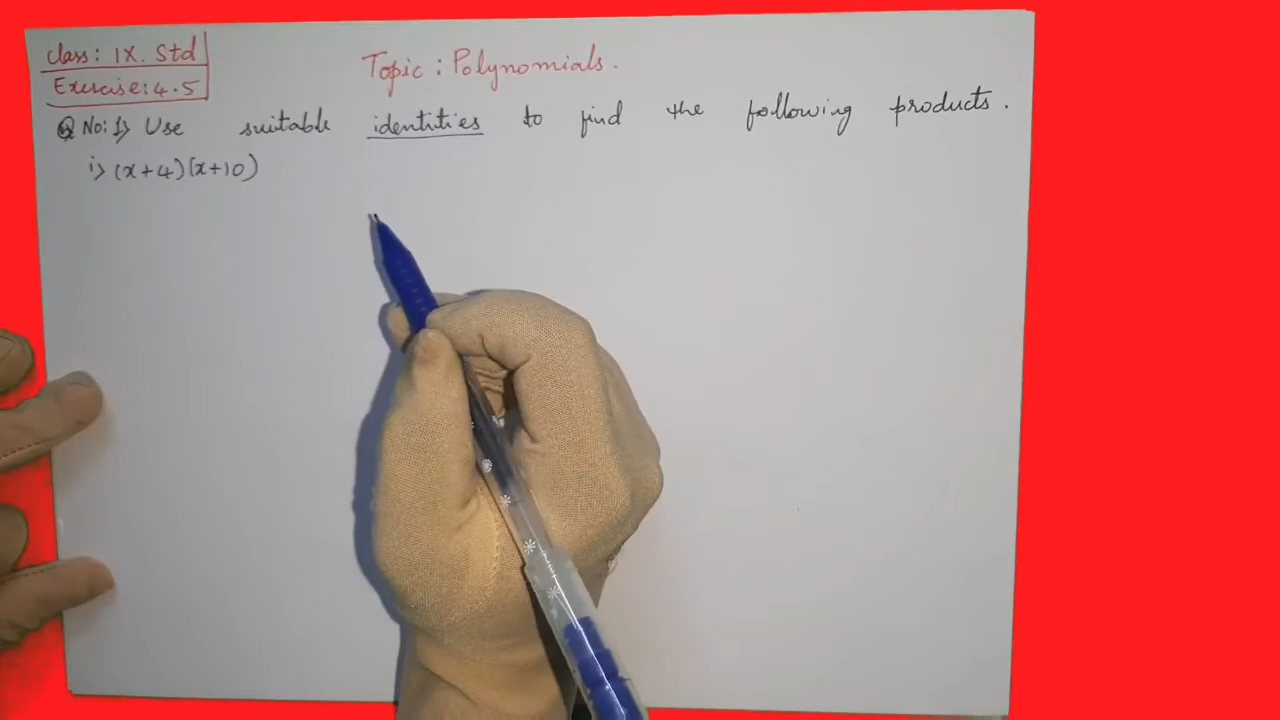 Class: IX. Std
Exercise: 4.5
Topic: Polynomials.
Q No: 1> Use suitable identities to find the following products.
i> (x+4)(x+10)